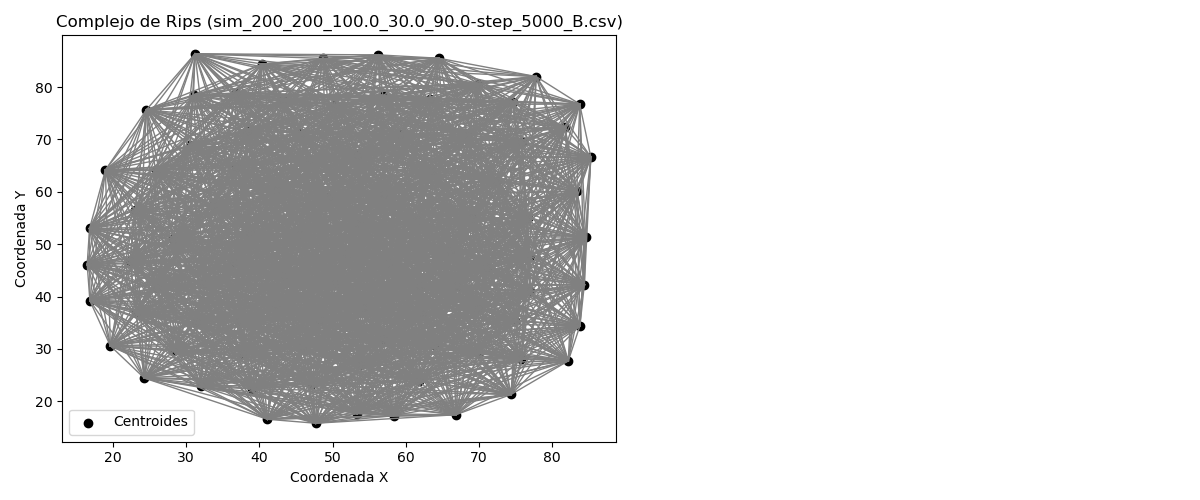 Complejo de Rips (sim_200_200_100.0_30.0_90.0-step_5000_B.csv)
Coordenada Y
80
70
60
50
40
30
20
Centroides
20 30 40 50 60 70 80
Coordenada X